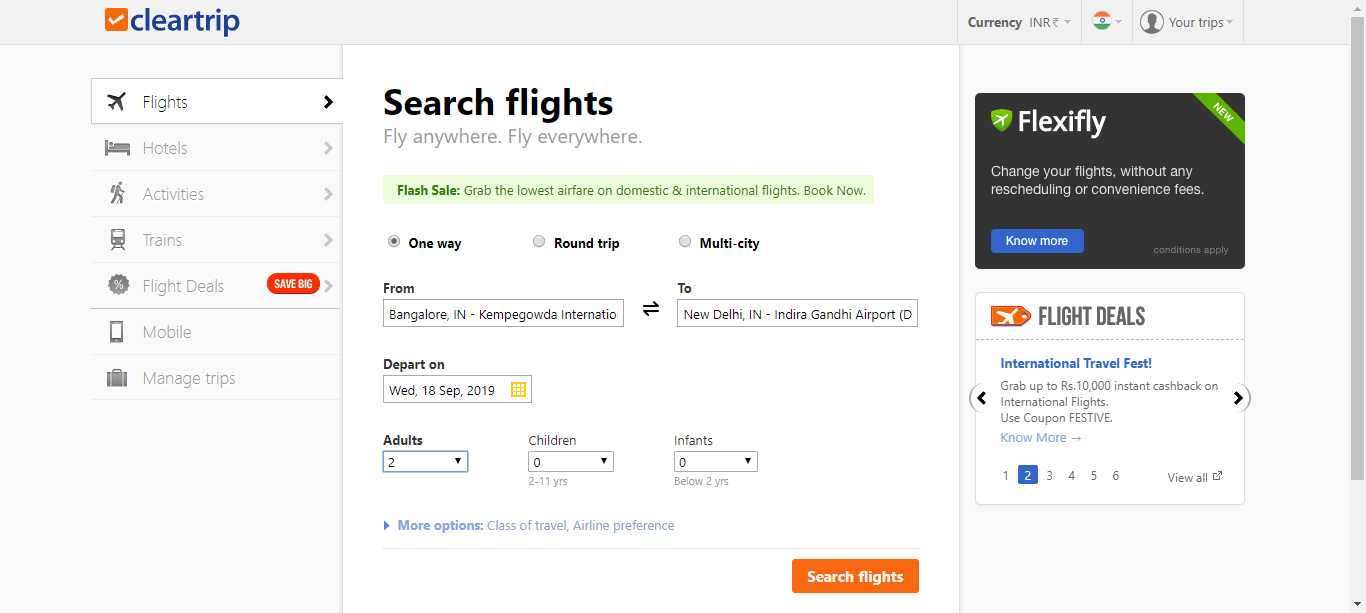 cleartrip
Currency INR₹
Your trips
Flights
Hotels
Activities
Trains
Flight Deals
SAVE BIG
Mobile
Manage trips
Search flights
Fly anywhere. Fly everywhere.
Flash Sale: Grab the lowest airfare on domestic & international flights. Book Now.
One way
Round trip
Multi-city
From
Bangalore, IN - Kempegowda Internatio
To
New Delhi, IN - Indira Gandhi Airport (D
Depart on
Wed, 18 Sep, 2019
Adults
2
Children
0
2-11 yrs
Infants
0
Below 2 yrs
More options: Class of travel, Airline preference
Search flights
NEW
Flexifly
Change your flights, without any
rescheduling or convenience fees.
Know more
conditions apply
% FLIGHT DEALS
International Travel Fest!
Grab up to Rs.10,000 instant cashback on
International Flights.
Use Coupon FESTIVE.
Know More →
1 2 3 4 5 6
View all